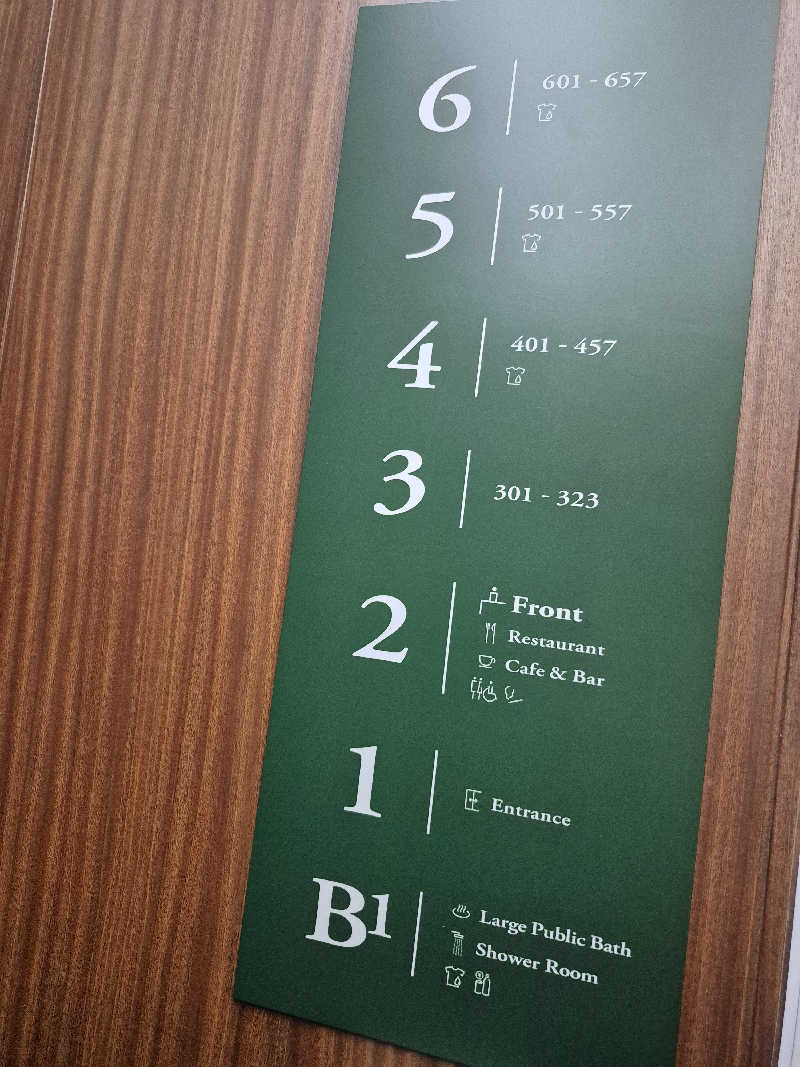 6
601 - 657
5
501 - 557
4
401 - 457
3
301 - 323
2
Front
Restaurant
Cafe & Bar
1
Entrance
B1
Large Public Bath
Shower Room